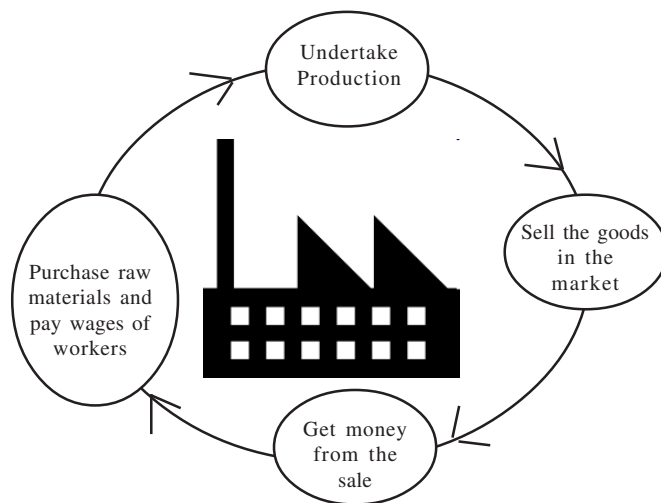 Undertake
Production
Sell the goods
in the
market
Get money
from the
sale
Purchase raw
materials and
pay wages of
workers